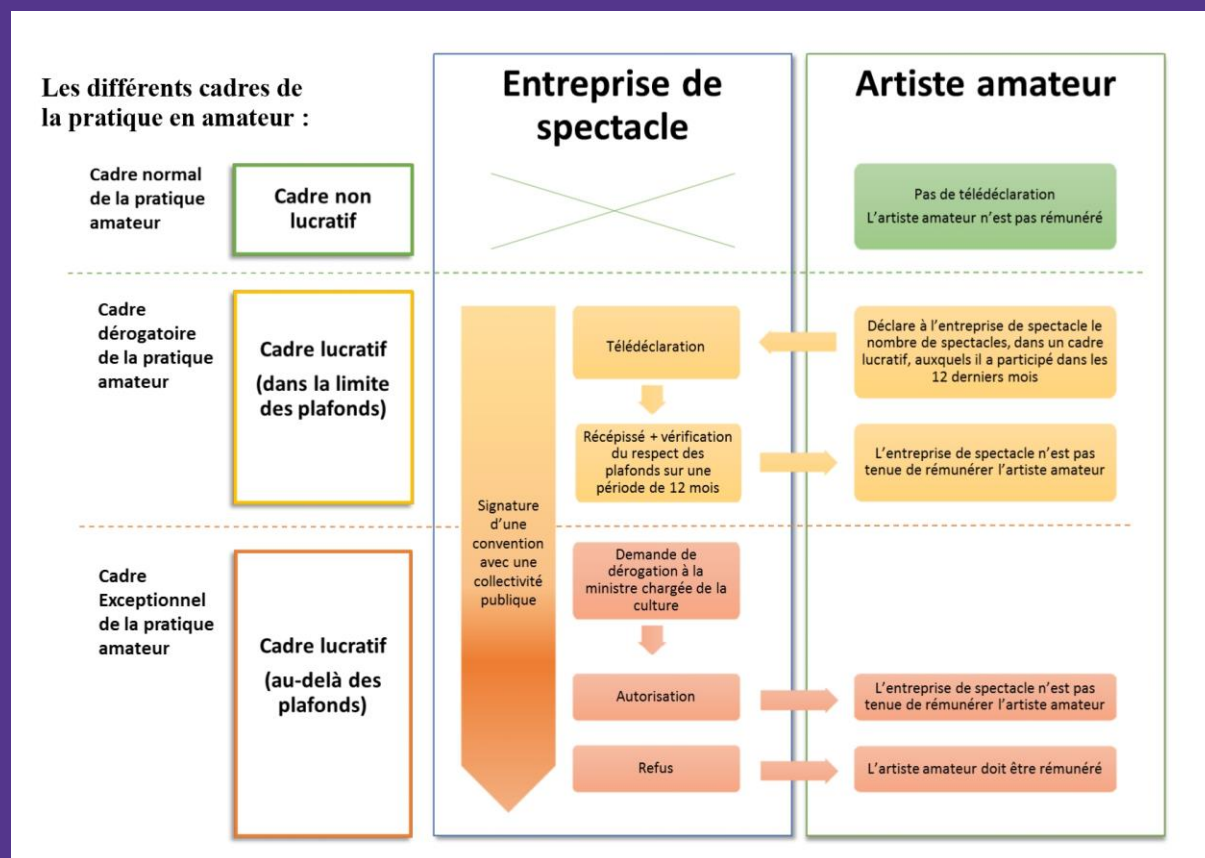 Les différents cadres de
la pratique en amateur :
Entreprise de
spectacle
Artiste amateur
Cadre normal
de la pratique
amateur
Cadre non
lucratif
Pas de télédéclaration
L'artiste amateur n'est pas rémunéré
Cadre
dérogatoire
de la pratique
amateur
Cadre lucratif
(dans la limite
des plafonds)
Télédéclaration
Déclare à l'entreprise de spectacle le
nombre de spectacles, dans un cadre
lucratif, auxquels il a participé dans les
12 derniers mois
Récépissé + vérification
du respect des
plafonds sur une
période de 12 mois
L'entreprise de spectacle n'est pas
tenue de rémunérer l'artiste amateur
Signature
d'une
convention
avec une
collectivité
publique
Cadre
Exceptionnel
de la pratique
amateur
Cadre lucratif
(au-delà des
plafonds)
Demande de
dérogation à la
ministre chargée de la
culture
Autorisation
L'entreprise de spectacle n'est pas
tenue de rémunérer l'artiste amateur
Refus
L'artiste amateur doit être rémunéré